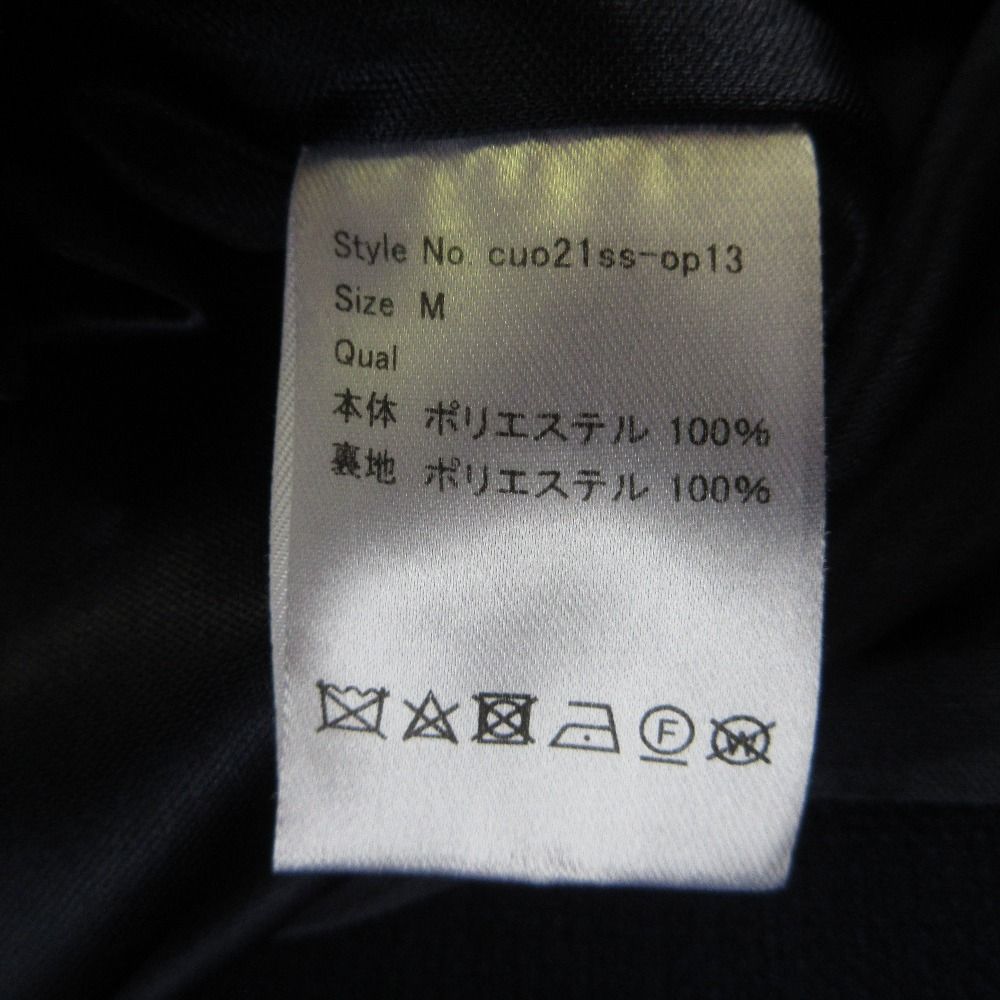 Style No cuo21ss-op13
Size M
Qual
本体 ポリエステル 100%
裏地 ポリエステル 100%
F W